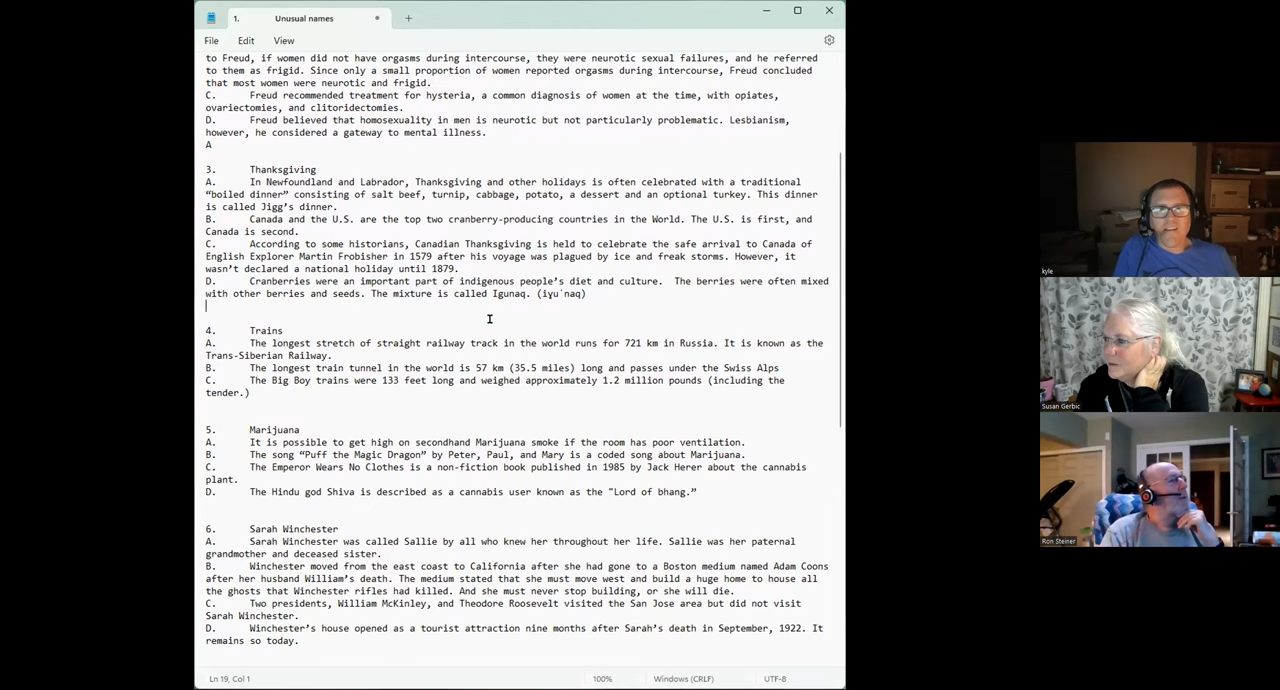 1. Unusual names
File Edit View
to Freud, if women did not have orgasms during intercourse, they were neurotic sexual failures, and he referred
to them as frigid. Since only a small proportion of women reported orgasms during intercourse, Freud concluded
that most women were neurotic and frigid.
C. Freud recommended treatment for hysteria, a common diagnosis of women at the time, with opiates,
ovariectomies, and clitoridectomies.
D. Freud believed that homosexuality in men is neurotic but not particularly problematic. Lesbianism,
however, he considered a gateway to mental illness.
A
3. Thanksgiving
A. In Newfoundland and Labrador, Thanksgiving and other holidays is often celebrated with a traditional
“boiled dinner” consisting of salt beef, turnip, cabbage, potato, a dessert and an optional turkey. This dinner
is called Jigg’s dinner.
B. Canada and the U.S. are the top two cranberry-producing countries in the World. The U.S. is first, and
Canada is second.
C. According to some historians, Canadian Thanksgiving is held to celebrate the safe arrival to Canada of
English Explorer Martin Frobisher in 1579 after his voyage was plagued by ice and freak storms. However, it
wasn’t declared a national holiday until 1879.
D. Cranberries were an important part of indigenous people’s diet and culture. The berries were often mixed
with other berries and seeds. The mixture is called Igunaq. (iɣuˈnaq)
4. Trains
A. The longest stretch of straight railway track in the world runs for 721 km in Russia. It is known as the
Trans-Siberian Railway.
B. The longest train tunnel in the world is 57 km (35.5 miles) long and passes under the Swiss Alps
C. The Big Boy trains were 133 feet long and weighed approximately 1.2 million pounds (including the
tender.)
5. Marijuana
A. It is possible to get high on secondhand Marijuana smoke if the room has poor ventilation.
B. The song “Puff the Magic Dragon” by Peter, Paul, and Mary is a coded song about Marijuana.
C. The Emperor Wears No Clothes is a non-fiction book published in 1985 by Jack Herer about the cannabis
plant.
D. The Hindu god Shiva is described as a cannabis user known as the "Lord of bhang.”
6. Sarah Winchester
A. Sarah Winchester was called Sallie by all who knew her throughout her life. Sallie was her paternal
grandmother and deceased sister.
B. Winchester moved from the east coast to California after she had gone to a Boston medium named Adam Coons
after her husband William’s death. The medium stated that she must move west and build a huge home to house all
the ghosts that Winchester rifles had killed. And she must never stop building, or she will die.
C. Two presidents, William McKinley, and Theodore Roosevelt visited the San Jose area but did not visit
Sarah Winchester.
D. Winchester’s house opened as a tourist attraction nine months after Sarah’s death in September, 1922. It
remains so today.
Ln 19, Col 1 100% Windows (CRLF) UTF-8
kyle
Susan Gerbic
Ron Steiner